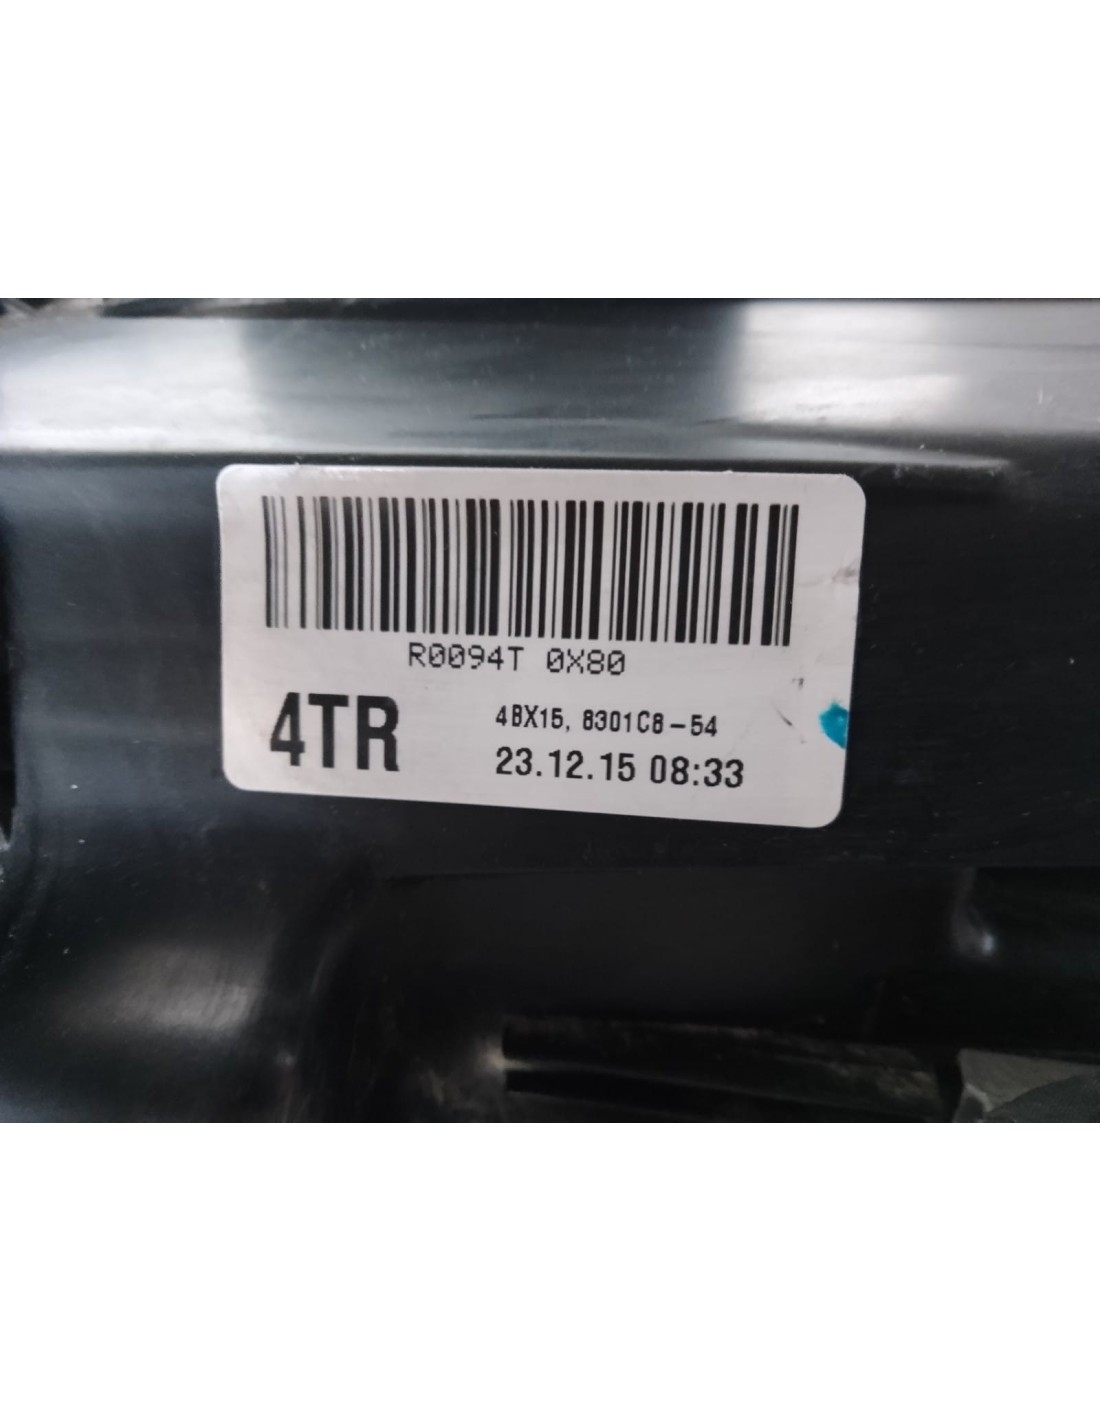 R0094T 0X80
4TR
4BX15, 8301C8-54
23.12.15 08:33